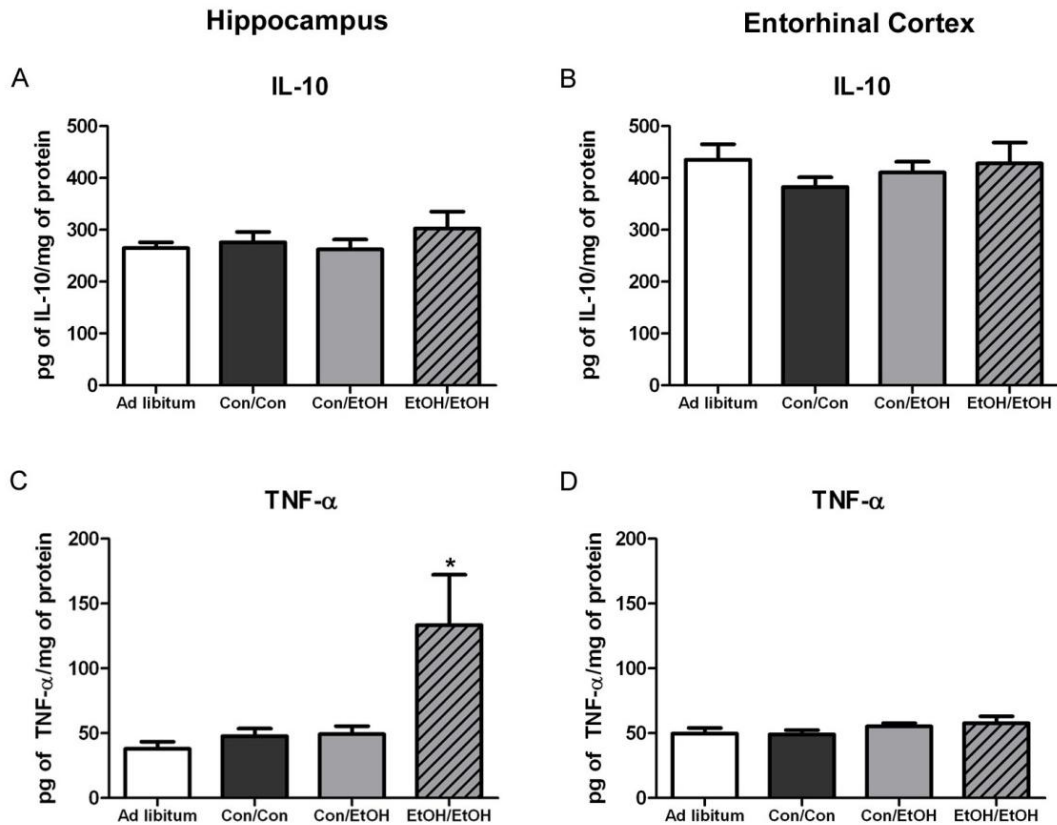 Hippocampus
Entorhinal Cortex
A
IL-10
pg of IL-10/mg of protein
500
400
300
200
100
0
Ad libitum Con/Con Con/EtOH EtOH/EtOH
B
IL-10
pg of IL-10/mg of protein
500
400
300
200
100
0
Ad libitum Con/Con Con/EtOH EtOH/EtOH
C
TNF-α
pg of TNF-α/mg of protein
200
150
100
50
0
*
Ad libitum Con/Con Con/EtOH EtOH/EtOH
D
TNF-α
pg of TNF-α/mg of protein
200
150
100
50
0
Ad libitum Con/Con Con/EtOH EtOH/EtOH